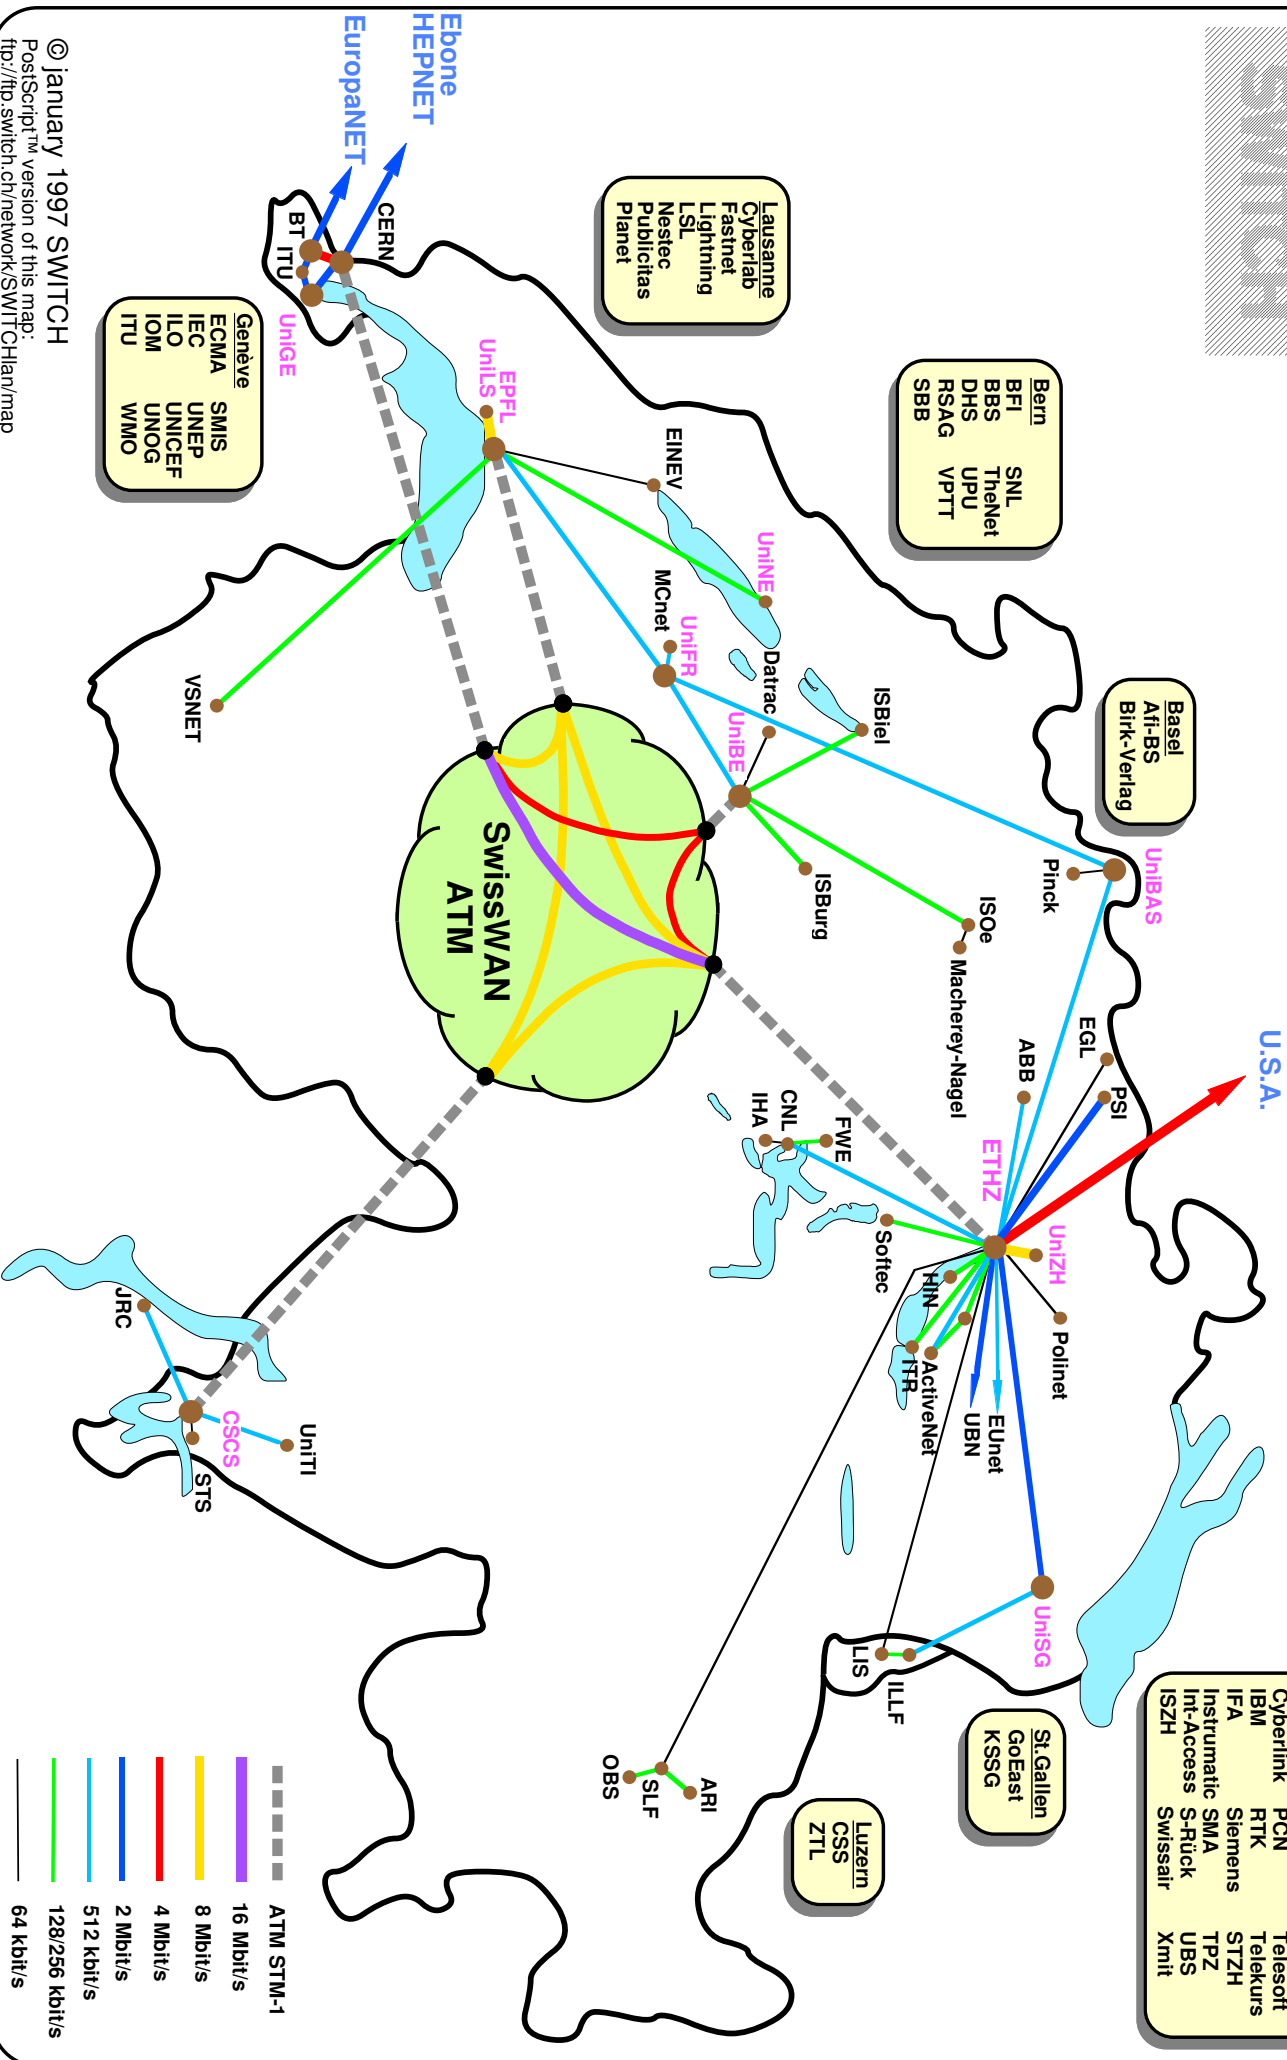 SWITCH
Ebone
HEPNET
EuropaNET
U.S.A.
© january 1997 SWITCH
PostScript™ version of this map:
ftp://ftp.switch.ch/network/SWITCHlan/map
Lausanne
Cyberlab
Fastnet
Lightning
LSL
Nestec
Publicitas
Planet
Bern
BFI SNL
BBS TheNet
DHS UPU
RSAG VPTT
SBB
Basel
Afi-BS
Birk-Verlag
Genève
ECMA SMIS
IEC UNEP
ILO UNICEF
IOM UNOG
ITU WMO
Cyberlink PCN Telesoft
IBM RTK Telekurs
IFA Siemens STZH
Instrumatic SMA TPZ
Int-Access S-Rück UBS
ISZH Swissair Xmit
St.Gallen
GoEast
KSSG
Luzern
CSS
ZTL
CERN
BT
ITU
UniGE
EPFL
UniLS
EINEV
UniNE
MCnet
UniFR
Datrac
UniBE
ISBiel
VSNET
ISBurg
ISOe
Macherey-Nagel
UniBAS
Pinck
EGL
PSI
ABB
ETHZ
UniZH
Polinet
FWE
CNL
IHA
Softec
HIN
ITR
ActiveNet
UBN
EUnet
UniSG
LIS
ILLF
ARI
SLF
OBS
JRC
CSCS
UniTI
STS
SwissWAN
ATM
ATM STM-1
16 Mbit/s
8 Mbit/s
4 Mbit/s
2 Mbit/s
512 kbit/s
128/256 kbit/s
64 kbit/s